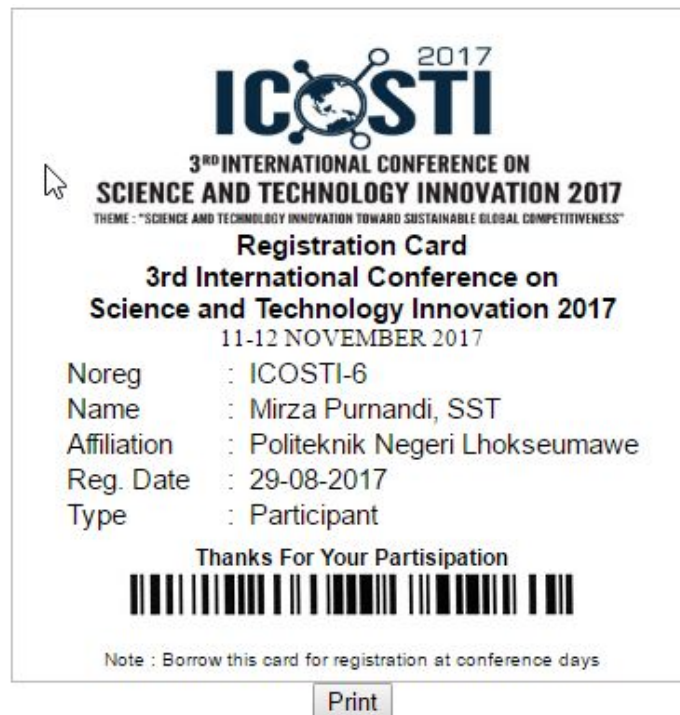 2017
ICOSTI
3RD INTERNATIONAL CONFERENCE ON
SCIENCE AND TECHNOLOGY INNOVATION 2017
THEME : "SCIENCE AND TECHNOLOGY INNOVATION TOWARD SUSTAINABLE GLOBAL COMPETITIVENESS"
Registration Card
3rd International Conference on
Science and Technology Innovation 2017
11-12 NOVEMBER 2017
Noreg : ICOSTI-6
Name : Mirza Purnandi, SST
Affiliation : Politeknik Negeri Lhokseumawe
Reg. Date : 29-08-2017
Type : Participant
Thanks For Your Partisipation
Note : Borrow this card for registration at conference days
Print